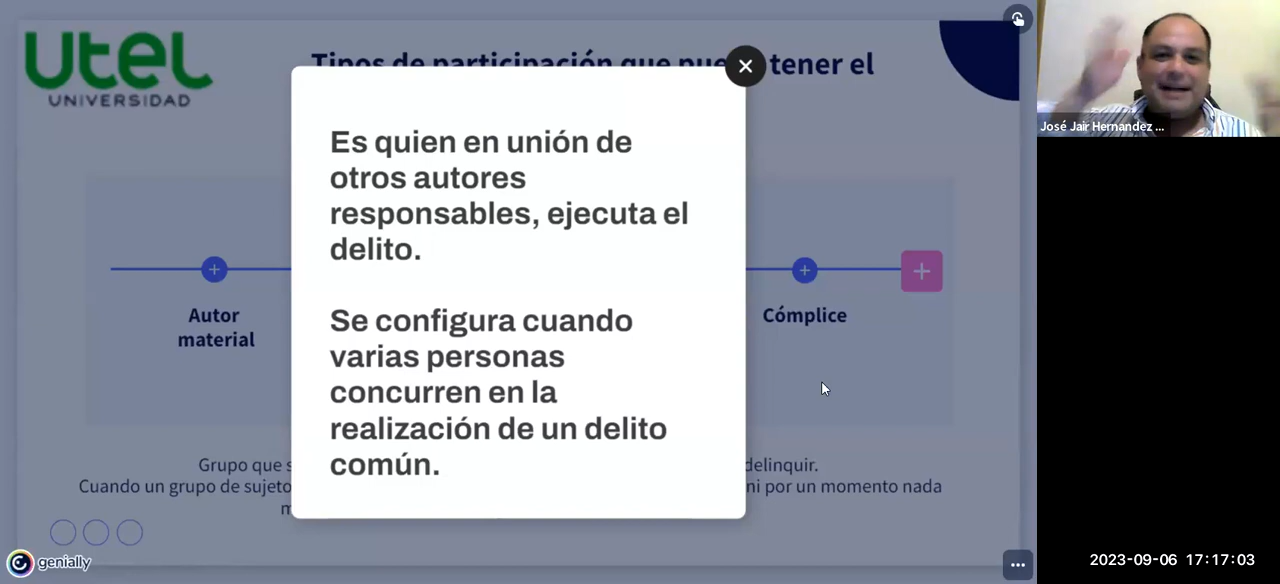 Utel
UNIVERSIDAD
Tipos de participación que tener el
Es quien en unión de
otros autores
responsables, ejecuta el
delito.
Se configura cuando
varias personas
concurren en la
realización de un delito
común.
Autor
material
Cómplice
Grupo que delinquir.
Cuando un grupo de sujeto ni por un momento nada
genially
José Jair Hernandez ...
2023-09-06 17:17:03